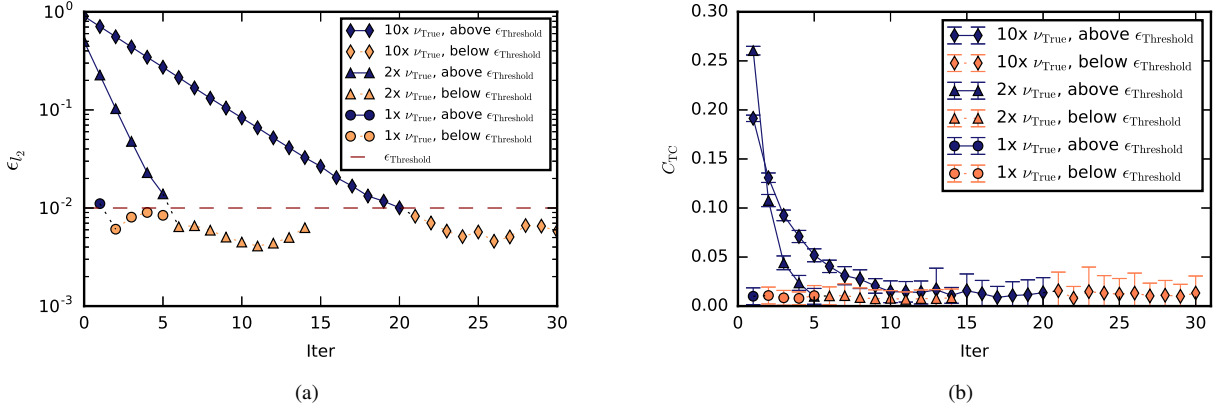 10⁰
10⁻¹
10⁻²
10⁻³
ϵ_{l₂}
0 5 10 15 20 25 30
Iter
10x ν_True, above ϵ_Threshold
10x ν_True, below ϵ_Threshold
2x ν_True, above ϵ_Threshold
2x ν_True, below ϵ_Threshold
1x ν_True, above ϵ_Threshold
1x ν_True, below ϵ_Threshold
ϵ_Threshold
(a)
0.30
0.25
0.20
0.15
0.10
0.05
0.00
C_TC
0 5 10 15 20 25 30
Iter
10x ν_True, above ϵ_Threshold
10x ν_True, below ϵ_Threshold
2x ν_True, above ϵ_Threshold
2x ν_True, below ϵ_Threshold
1x ν_True, above ϵ_Threshold
1x ν_True, below ϵ_Threshold
(b)